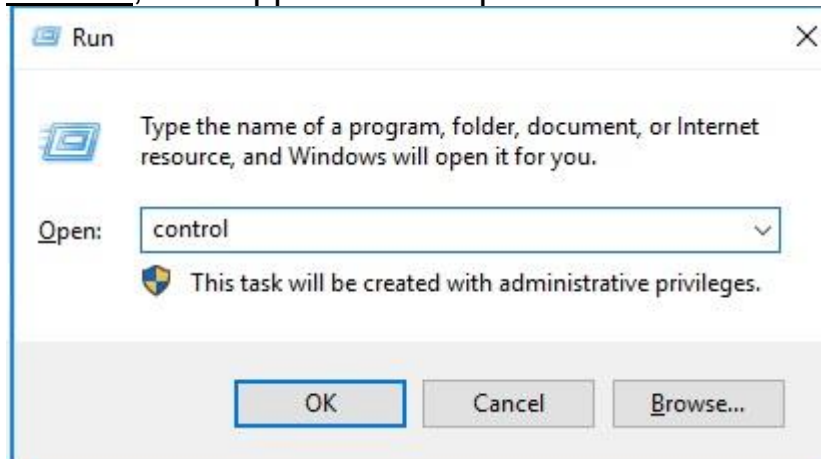 Run
Type the name of a program, folder, document, or Internet
resource, and Windows will open it for you.
Open: control
This task will be created with administrative privileges.
OK Cancel Browse...